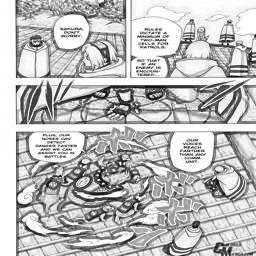 SAKURA,
DON'T
WORRY.
RULES
DICTATE A
MINIMUM OF
TWO-MAN
CELLS FOR
PATROLS.
SO THAT
IF AN
ENEMY IS
ENCOUN-
TERED...
PLUS, OUR
NOSES CAN
DETECT
DANGER FASTER
AND WE CAN
ASSIST YOU IN
BATTLES.
OUR
VOICES
REACH
FARTHER
THAN ANY
COMM
UNIT.